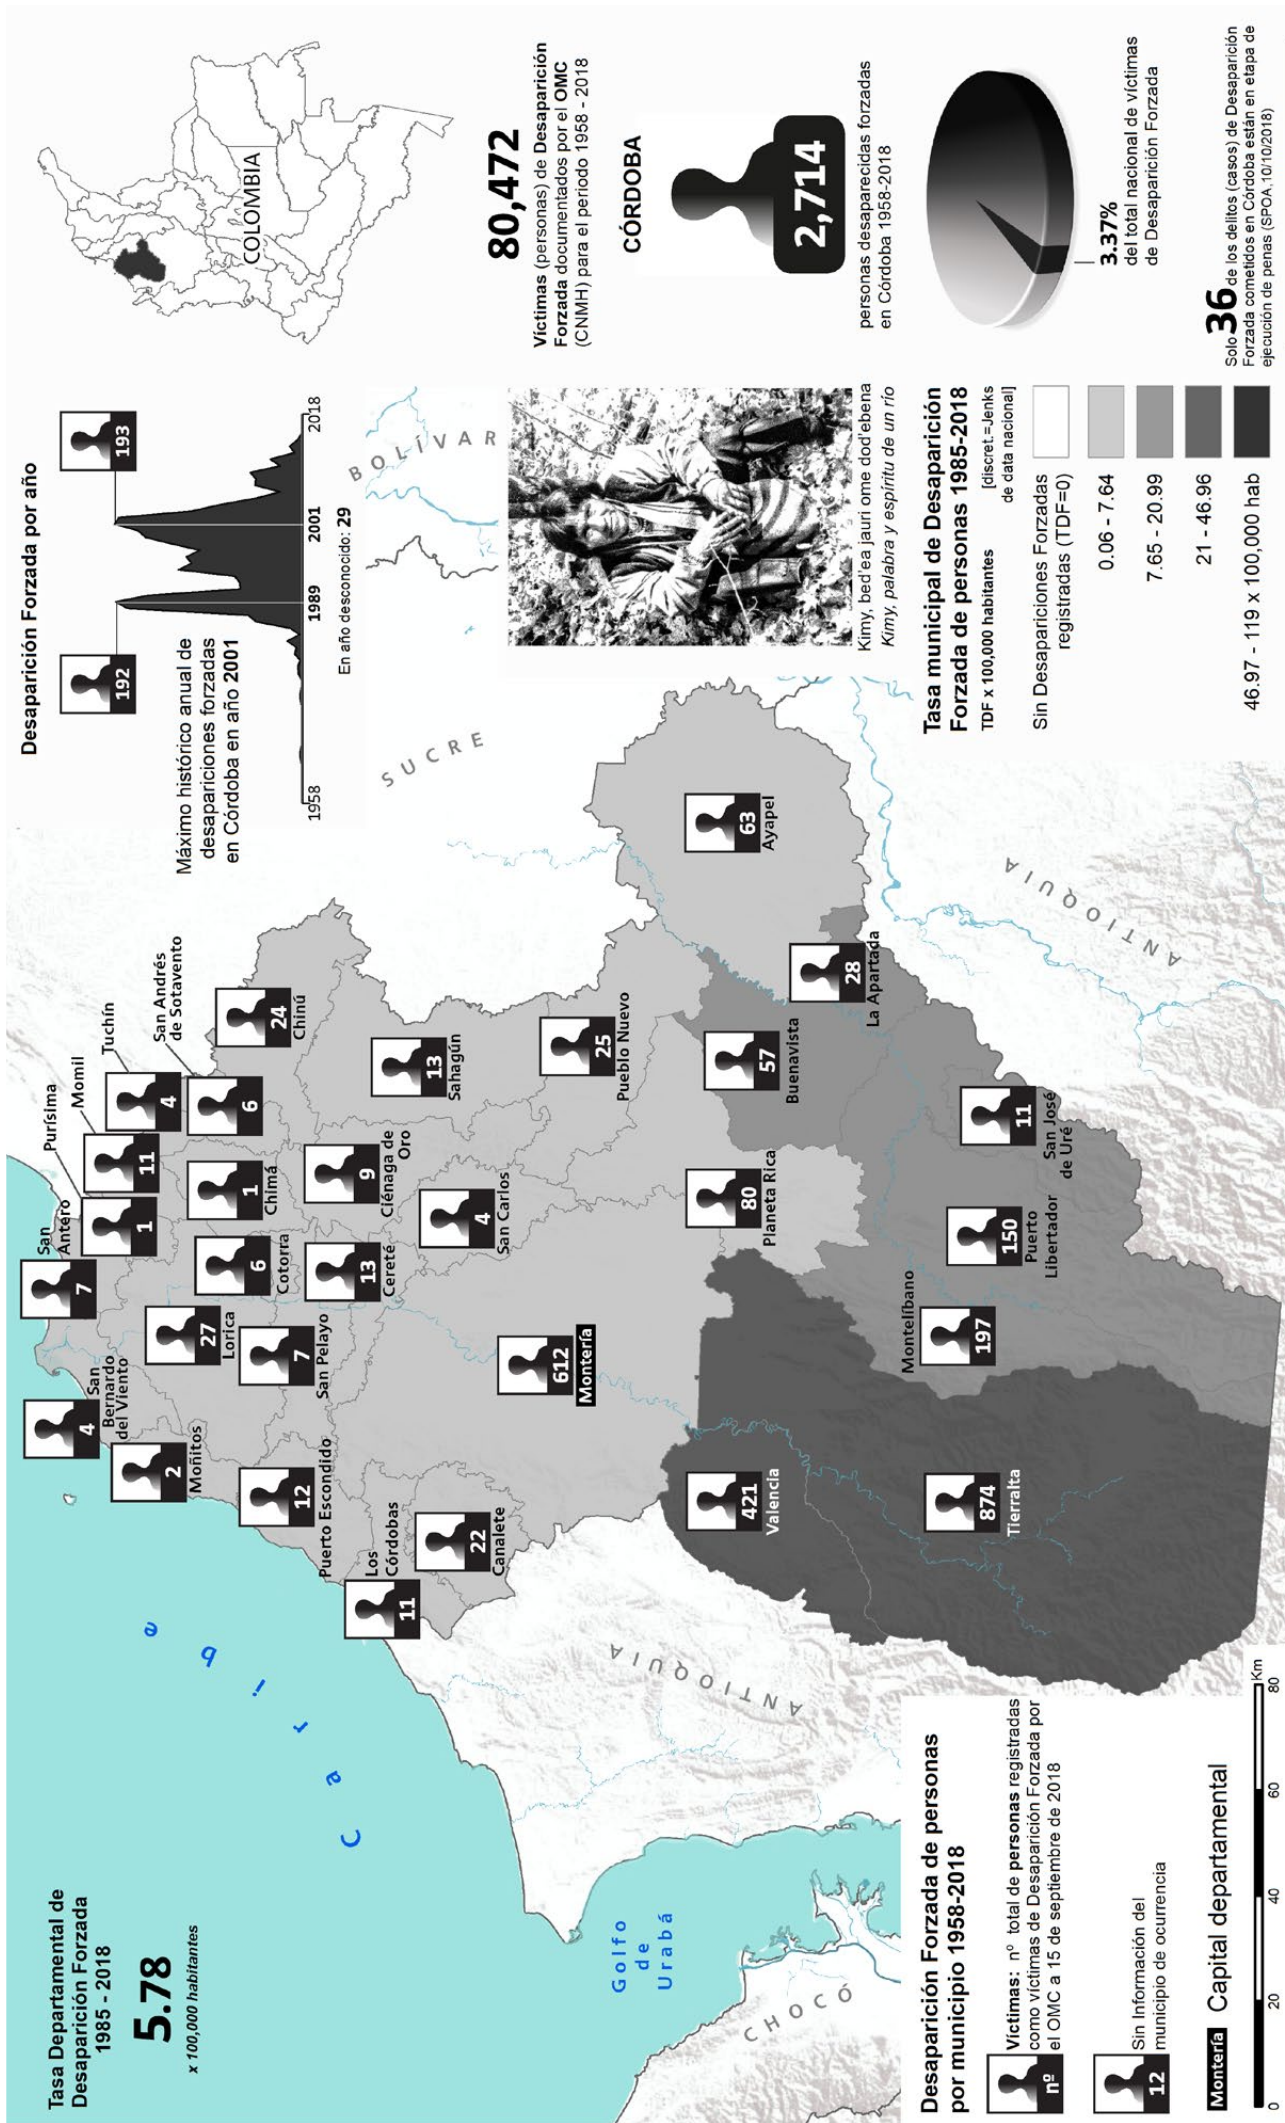 Tasa Departamental de
Desaparición Forzada
1985 - 2018
5.78
x 100,000 habitantes
C a r i b e
Golfo
de
Urabá
CHOCÓ
ANTIOQUIA
ANTIOQUIA
SUCRE
BOLÍVAR
4
San
Bernardo
del Viento
7
San
Antero
Purísima
1
Momil
11
Tuchín
4
San Andrés
de Sotavento
6
2
Moñitos
27
Lorica
6
Cotorra
1
Chimá
24
Chinú
12
Puerto Escondido
7
San Pelayo
13
Cereté
9
Ciénaga de
Oro
13
Sahagún
11
Los
Córdobas
22
Canalete
4
San Carlos
612
Montería
25
Pueblo Nuevo
421
Valencia
80
Planeta Rica
57
Buenavista
63
Ayapel
28
La Apartada
874
Tierralta
197
Montelíbano
150
Puerto
Libertador
11
San José
de Uré
Desaparición Forzada de personas
por municipio 1958-2018
nº
Víctimas: nº total de personas registradas
como víctimas de Desaparición Forzada por
el OMC a 15 de septiembre de 2018
12
Sin Información del
municipio de ocurrencia
Montería Capital departamental
0 20 40 60 80 Km
Desaparición Forzada por año
192
193
Máximo histórico anual de
desapariciones forzadas
en Córdoba en año 2001
1958 1989 2001 2018
En año desconocido: 29
Kimy, bed'ea jauri ome dod'ebena
Kimy, palabra y espíritu de un río
Tasa municipal de Desaparición
Forzada de personas 1985-2018
TDF x 100,000 habitantes
[discret.=Jenks
de data nacional]
Sin Desapariciones Forzadas
registradas (TDF=0)
0.06 - 7.64
7.65 - 20.99
21 - 46.96
46.97 - 119 x 100,000 hab
COLOMBIA
80,472
Víctimas (personas) de Desaparición
Forzada documentados por el OMC
(CNMH) para el periodo 1958 - 2018
CÓRDOBA
2,714
personas desaparecidas forzadas
en Córdoba 1958-2018
3.37%
del total nacional de víctimas
de Desaparición Forzada
Solo 36 de los delitos (casos) de Desaparición
Forzada cometidos en Córdoba están en etapa de
ejecución de penas (SPOA,10/10/2018)